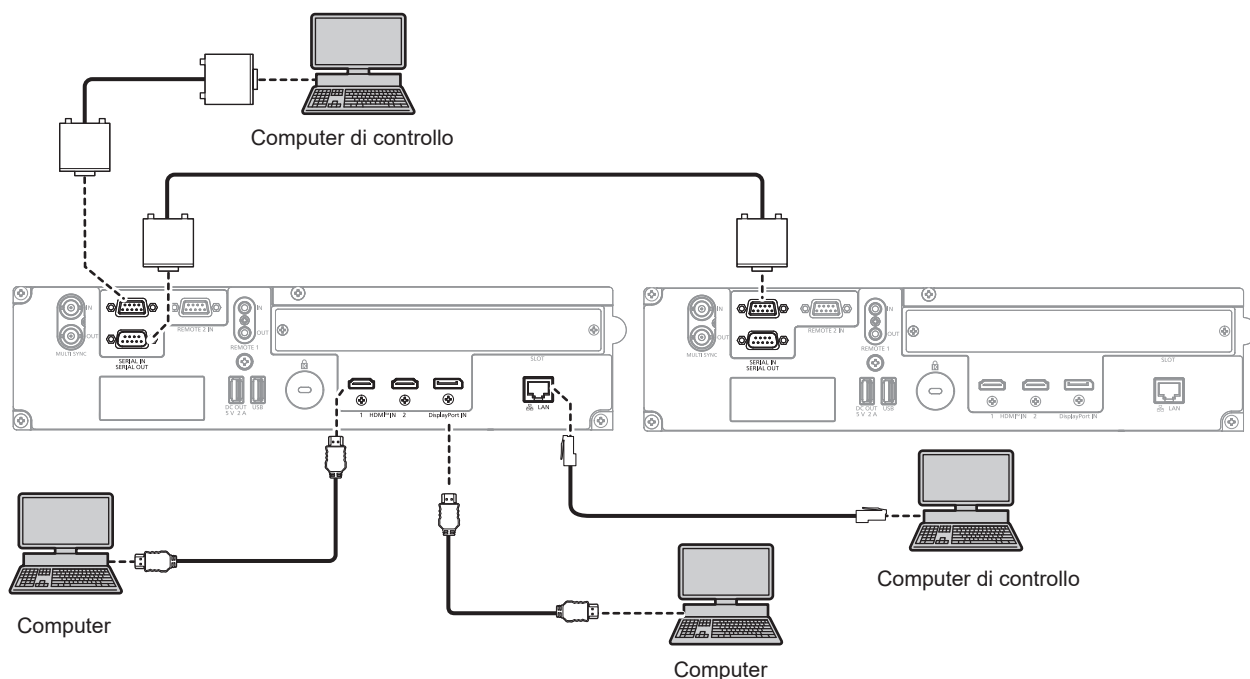 Computer di controllo
IN
OUT
MULTI SYNC
SERIAL IN
SERIAL OUT
REMOTE 2 IN
IN
OUT
REMOTE 1
SLOT
DC OUT
5 V 2 A
USB
1 HDMI™ IN 2
DisplayPort IN
LAN
IN
OUT
MULTI SYNC
SERIAL IN
SERIAL OUT
REMOTE 2 IN
IN
OUT
REMOTE 1
SLOT
DC OUT
5 V 2 A
USB
1 HDMI™ IN 2
DisplayPort IN
LAN
Computer
Computer di controllo
Computer